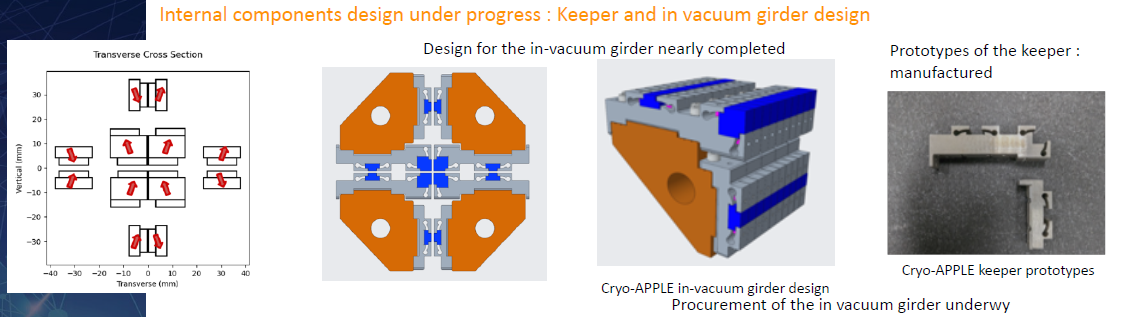 Internal components design under progress : Keeper and in vacuum girder design
Transverse Cross Section
Vertical (mm)
30
20
10
0
−10
−20
−30
−40 −30 −20 −10 0 10 20 30 40
Transverse (mm)
Design for the in-vacuum girder nearly completed
Cryo-APPLE in-vacuum girder design
Procurement of the in vacuum girder underwy
Prototypes of the keeper :
manufactured
Cryo-APPLE keeper prototypes